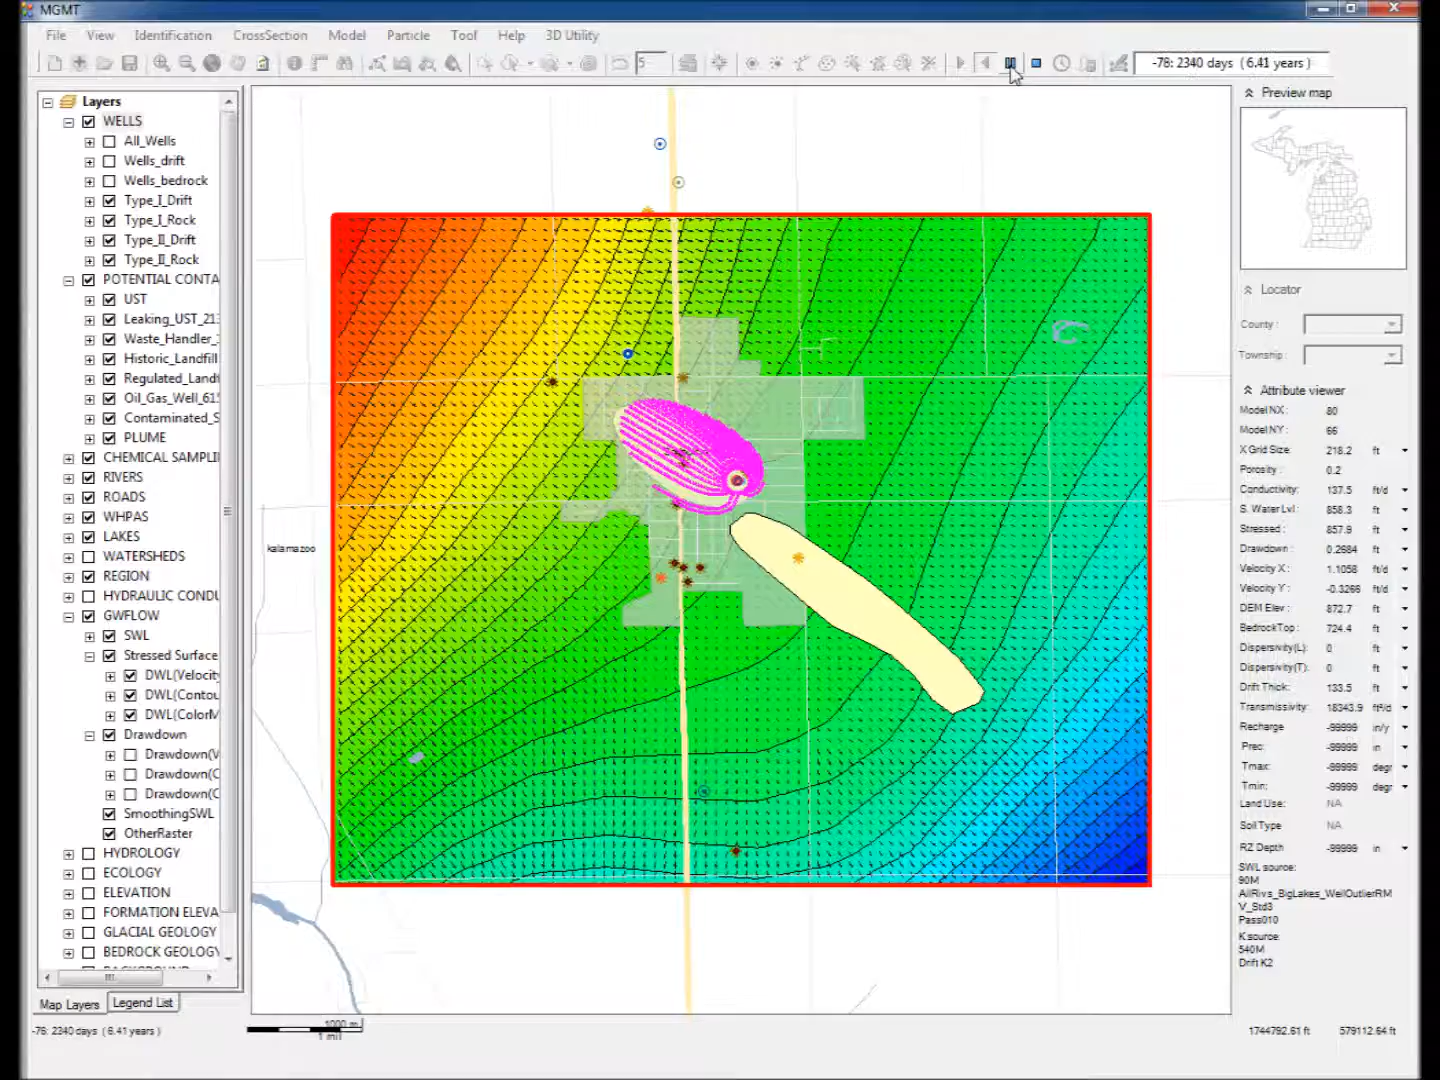 MGMT
File View Identification CrossSection Model Particle Tool Help 3D Utility
5
-78: 2340 days ( 6.41 years )
Layers
WELLS
All_Wells
Wells_drift
Wells_bedrock
Type_I_Drift
Type_I_Rock
Type_II_Drift
Type_II_Rock
POTENTIAL CONTA
UST
Leaking_UST_21
Waste_Handler_
Historic_Landfill
Regulated_Land
Oil_Gas_Well_61
Contaminated_S
PLUME
CHEMICAL SAMPLI
RIVERS
ROADS
WHPAS
LAKES
WATERSHEDS
REGION
HYDRAULIC CONDU
GWFLOW
SWL
Stressed Surface
DWL(Velocity
DWL(Contou
DWL(ColorM
Drawdown
Drawdown(V
Drawdown(C
Drawdown(C
SmoothingSWL
OtherRaster
HYDROLOGY
ECOLOGY
ELEVATION
FORMATION ELEVA
GLACIAL GEOLOGY
BEDROCK GEOLOGY
Map Layers Legend List
-78: 2340 days ( 6.41 years )
kalamazoo
1000 m
1 mil
Preview map
Locator
County :
Township :
Attribute viewer
Model NX : 80
Model NY : 66
X Grid Size: 218.2 ft
Porosity : 0.2
Conductivity: 137.5 ft/d
S. Water Lvl : 858.3 ft
Stressed : 857.9 ft
Drawdown : 0.2684 ft
Velocity X : 1.1058 ft/d
Velocity Y : -0.3266 ft/d
DEM Elev : 872.7 ft
BedrockTop : 724.4 ft
Dispersivity(L): 0 ft
Dispersivity(T): 0 ft
Drift Thick: 133.5 ft
Transmissivity: 18343.9 ft²/d
Recharge -99999 in/y
Prec: -99999 in
Tmax: -99999 degr
Tmin: -99999 degr
Land Use: NA
Soil Type NA
RZ Depth -99999 in
SWL source:
90M
AllRivs_BigLakes_WellOutlierRM
V_Std3
Pass010
K source:
540M
Drift K2
1744792.61 ft 579112.64 ft